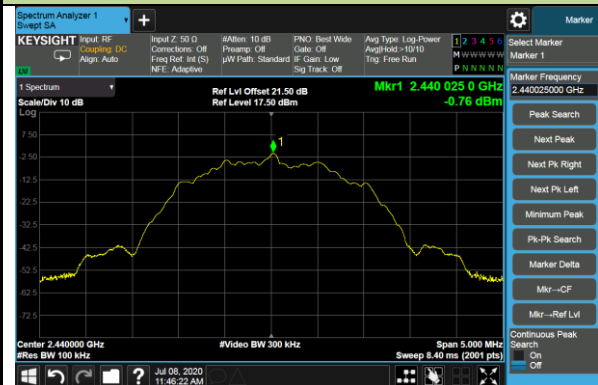 Spectrum Analyzer 1
Swept SA
+
Marker
KEYSIGHT
LXI
Input: RF
Coupling: DC
Align: Auto
Input Z: 50 Ω
Corrections: Off
Freq Ref: Int (S)
NFE: Adaptive
#Atten: 10 dB
Preamp: Off
µW Path: Standard
PNO: Best Wide
Gate: Off
IF Gain: Low
Sig Track: Off
Avg Type: Log-Power
Avg|Hold:>10/10
Trig: Free Run
1 2 3 4 5 6
M W W W W W
P N N N N N
Select Marker
Marker 1
1 Spectrum
Scale/Div 10 dB
Log
Ref Lvl Offset 21.50 dB
Ref Level 17.50 dBm
Mkr1 2.440 025 0 GHz
-0.76 dBm
Marker Frequency
2.440025000 GHz
Peak Search
Next Peak
Next Pk Right
Next Pk Left
Minimum Peak
Pk-Pk Search
Marker Delta
Mkr→CF
Mkr→Ref Lvl
Continuous Peak
Search
On
Off
1
7.50
-2.50
-12.5
-22.5
-32.5
-42.5
-52.5
-62.5
-72.5
Center 2.440000 GHz
#Res BW 100 kHz
#Video BW 300 kHz
Span 5.000 MHz
Sweep 8.40 ms (2001 pts)
?
Jul 08, 2020
11:46:22 AM